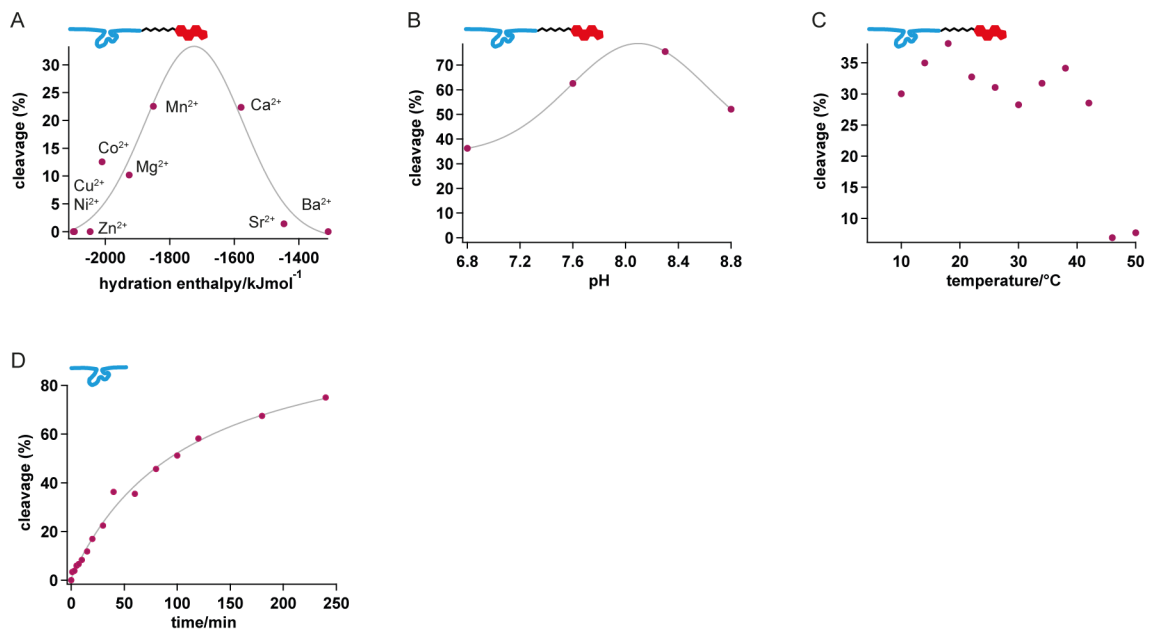 A
cleavage (%)
30
25
20
15
10
5
0
Mn²⁺
Ca²⁺
Co²⁺
Mg²⁺
Cu²⁺
Ni²⁺
Zn²⁺
Sr²⁺
Ba²⁺
-2000 -1800 -1600 -1400
hydration enthalpy/kJmol⁻¹
B
cleavage (%)
70
60
50
40
30
20
10
0
6.8 7.2 7.6 8.0 8.4 8.8
pH
C
cleavage (%)
35
30
25
20
15
10
10 20 30 40 50
temperature/°C
D
cleavage (%)
80
60
40
20
0
0 50 100 150 200 250
time/min